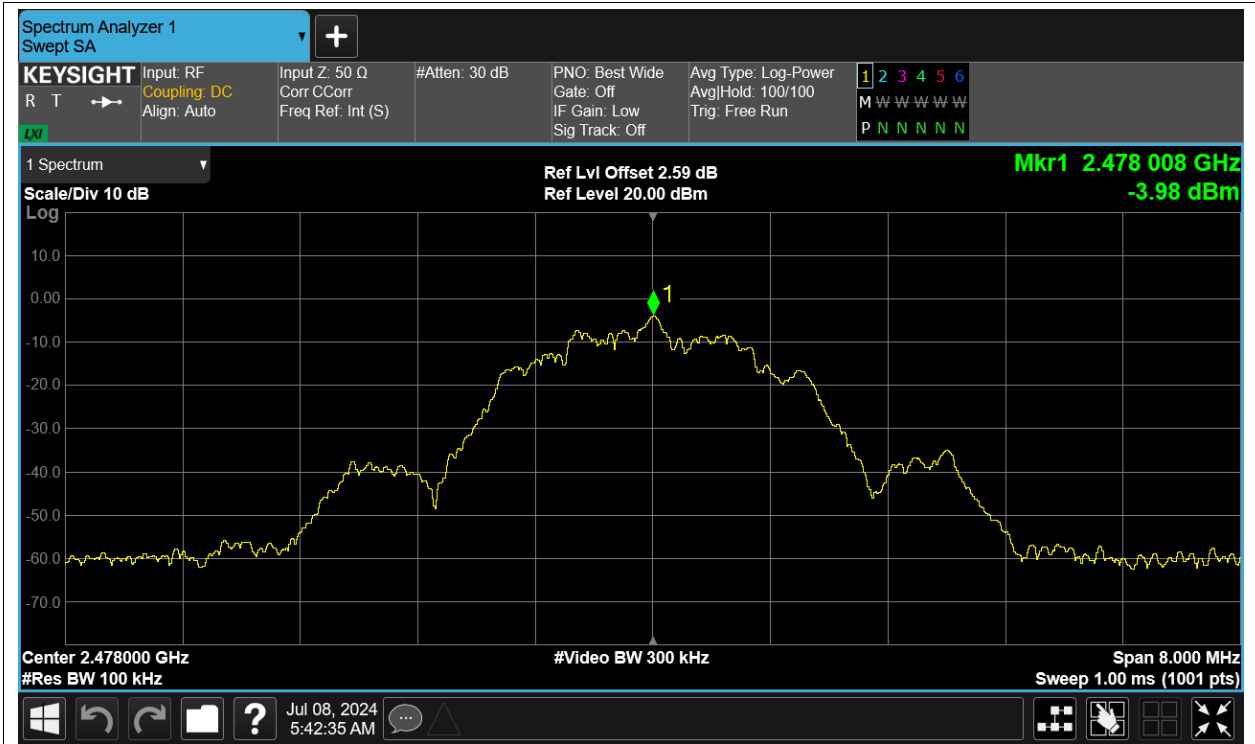 Spectrum Analyzer 1
Swept SA
KEYSIGHT
R T
LXI
Input: RF
Coupling: DC
Align: Auto
Input Z: 50 Ω
Corr CCorr
Freq Ref: Int (S)
#Atten: 30 dB
PNO: Best Wide
Gate: Off
IF Gain: Low
Sig Track: Off
Avg Type: Log-Power
Avg|Hold: 100/100
Trig: Free Run
1 2 3 4 5 6
M W W W W W
P N N N N N
1 Spectrum
Scale/Div 10 dB
Log
Ref Lvl Offset 2.59 dB
Ref Level 20.00 dBm
Mkr1 2.478 008 GHz
-3.98 dBm
10.0
0.00
1
-10.0
-20.0
-30.0
-40.0
-50.0
-60.0
-70.0
Center 2.478000 GHz
#Video BW 300 kHz
Span 8.000 MHz
#Res BW 100 kHz
Sweep 1.00 ms (1001 pts)
?
Jul 08, 2024
5:42:35 AM